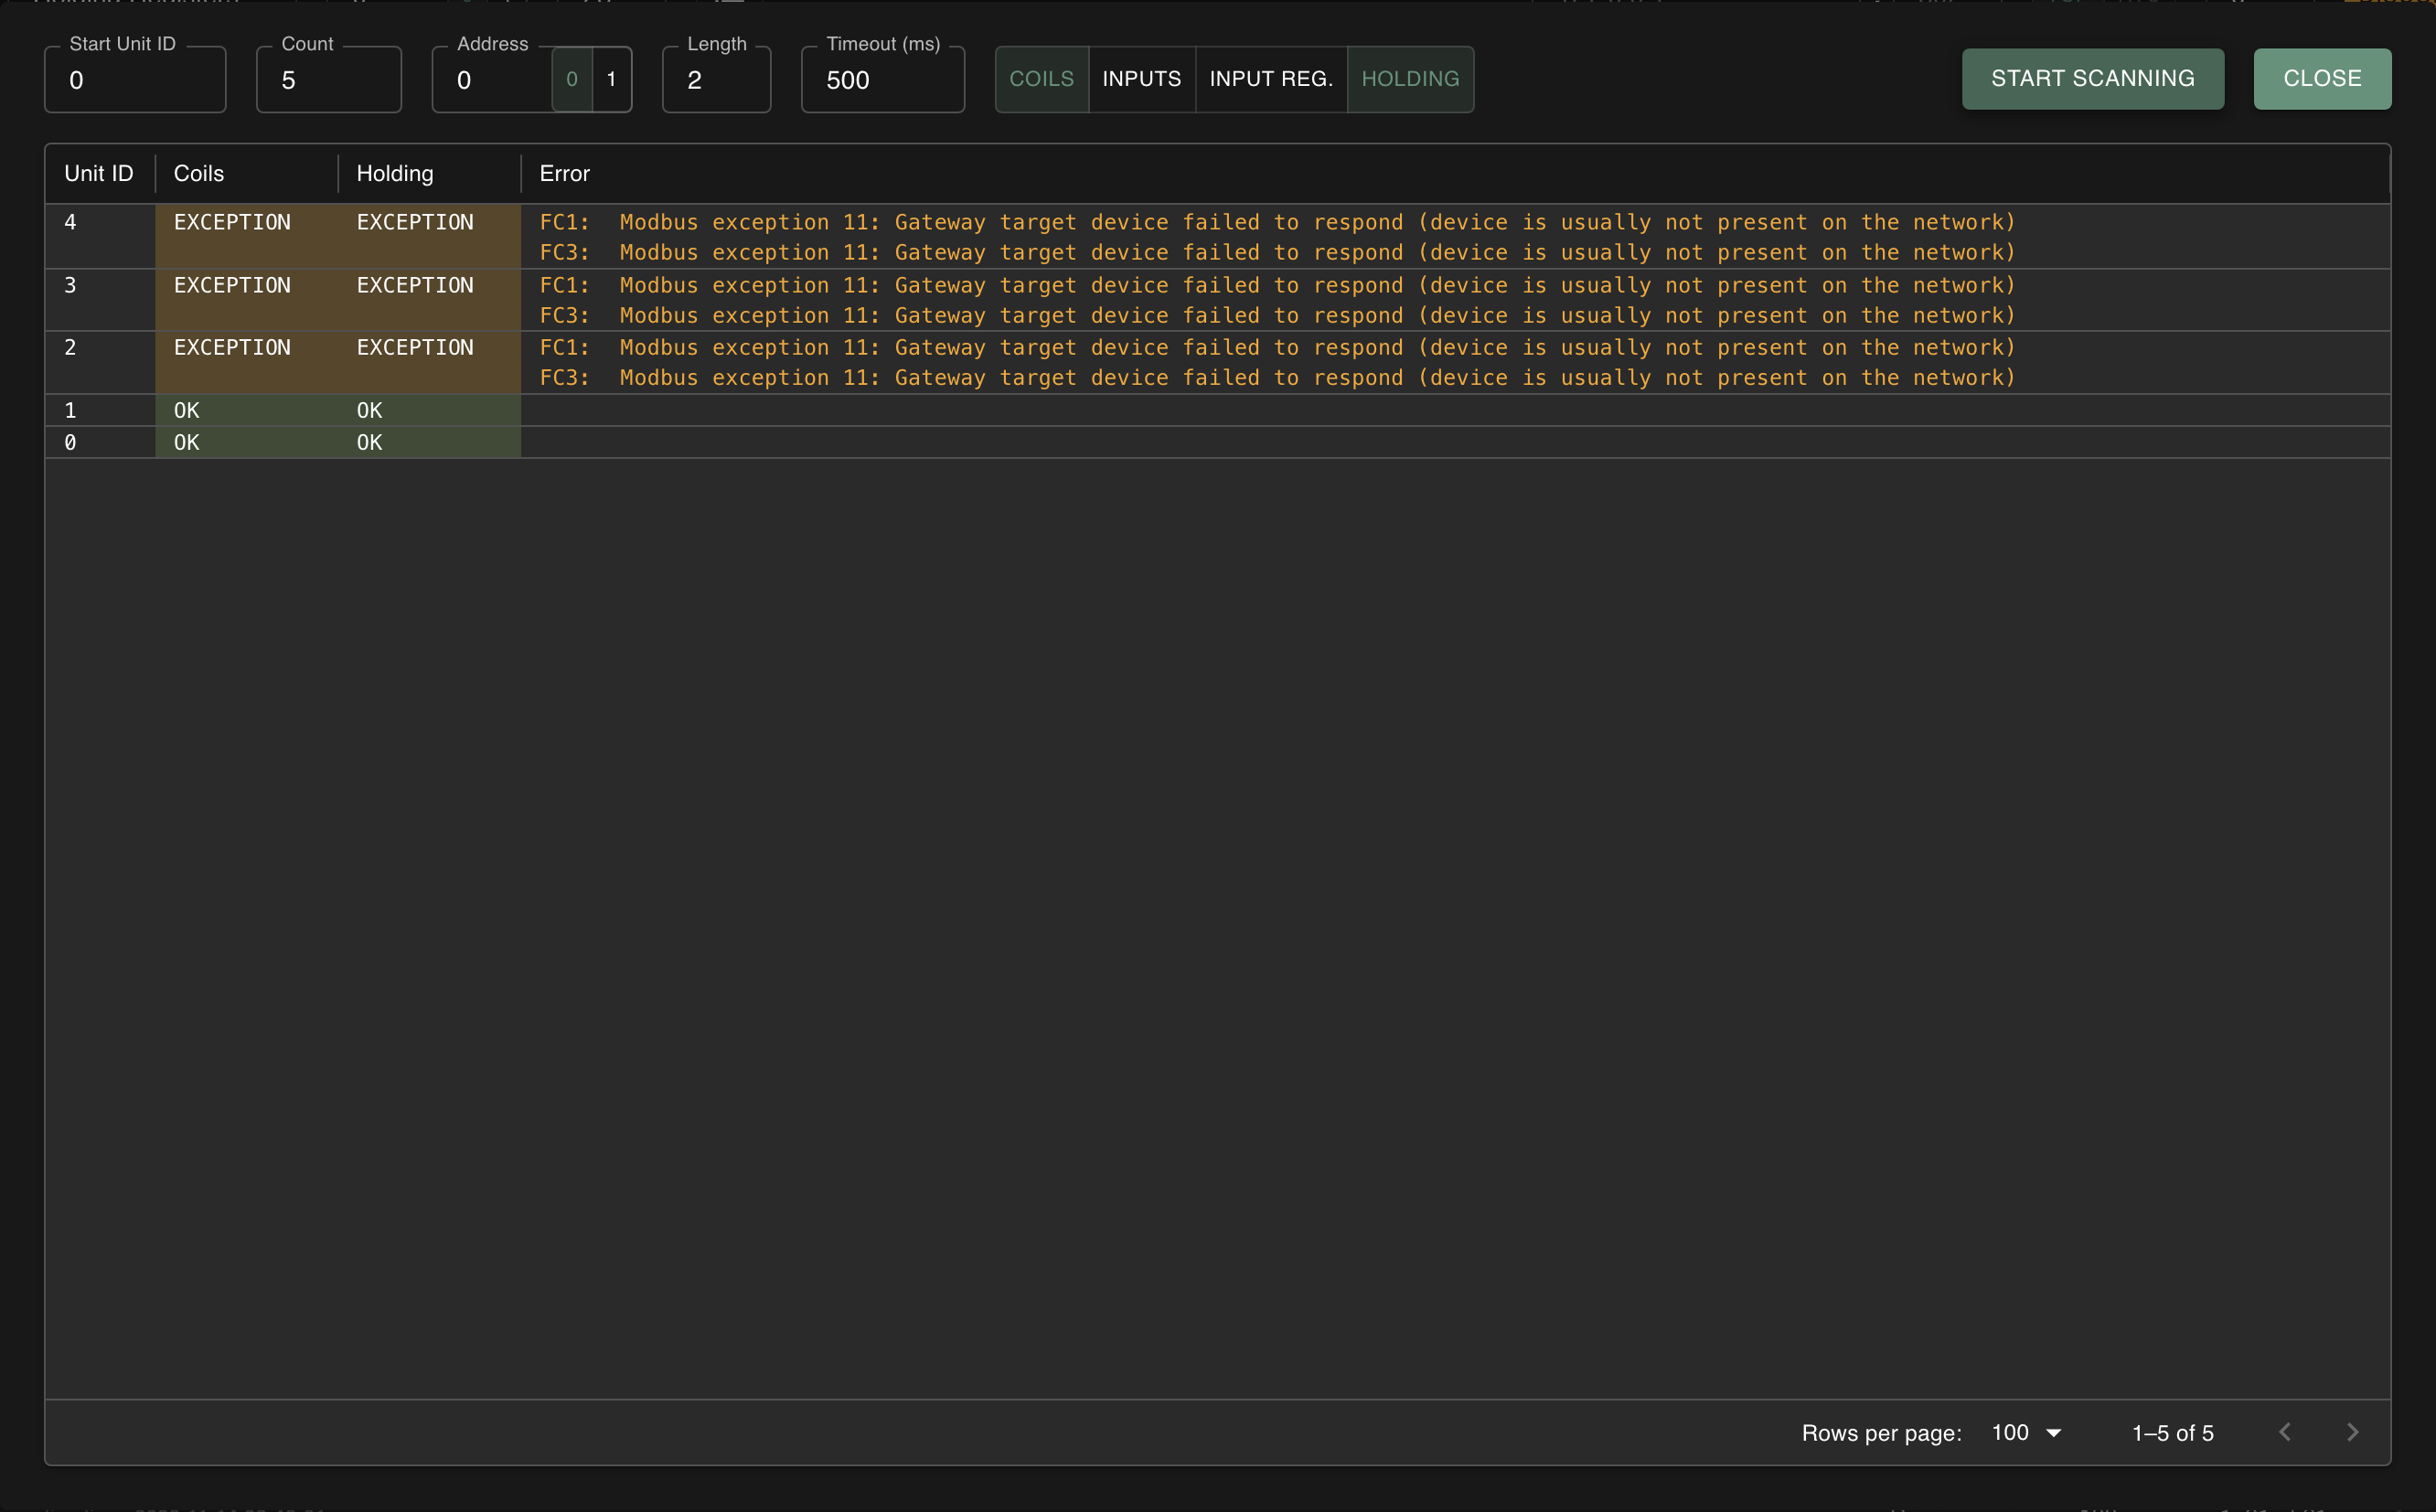 Start Unit ID Count Address Length Timeout (ms)
0 5 0 0 1 2 500 COILS INPUTS INPUT REG. HOLDING START SCANNING CLOSE
Unit ID Coils Holding Error
4 EXCEPTION EXCEPTION FC1: Modbus exception 11: Gateway target device failed to respond (device is usually not present on the network)
FC3: Modbus exception 11: Gateway target device failed to respond (device is usually not present on the network)
3 EXCEPTION EXCEPTION FC1: Modbus exception 11: Gateway target device failed to respond (device is usually not present on the network)
FC3: Modbus exception 11: Gateway target device failed to respond (device is usually not present on the network)
2 EXCEPTION EXCEPTION FC1: Modbus exception 11: Gateway target device failed to respond (device is usually not present on the network)
FC3: Modbus exception 11: Gateway target device failed to respond (device is usually not present on the network)
1 OK OK
0 OK OK
Rows per page: 100 1–5 of 5